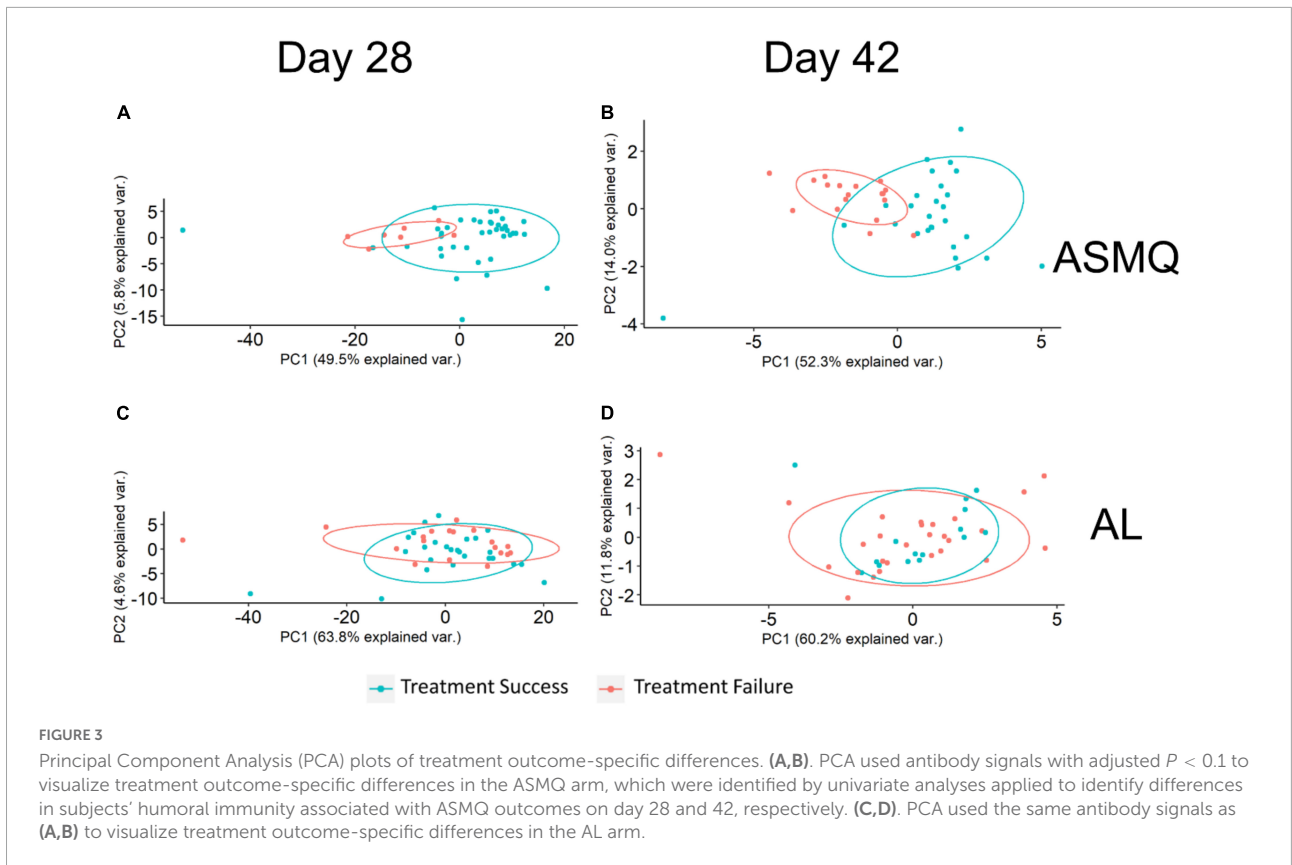 Day 28
Day 42
A
PC2 (5.8% explained var.)
5
0
-5
-10
-15
-40
-20
0
20
PC1 (49.5% explained var.)
B
PC2 (14.0% explained var.)
2
0
-2
-4
-5
0
5
PC1 (52.3% explained var.)
ASMQ
C
PC2 (4.6% explained var.)
5
0
-5
-10
-40
-20
0
20
PC1 (63.8% explained var.)
D
PC2 (11.8% explained var.)
3
2
1
0
-1
-2
-5
0
5
PC1 (60.2% explained var.)
AL
Treatment Success Treatment Failure
FIGURE 3
Principal Component Analysis (PCA) plots of treatment outcome-specific differences. (A,B). PCA used antibody signals with adjusted P < 0.1 to
visualize treatment outcome-specific differences in the ASMQ arm, which were identified by univariate analyses applied to identify differences
in subjects’ humoral immunity associated with ASMQ outcomes on day 28 and 42, respectively. (C,D). PCA used the same antibody signals as
(A,B) to visualize treatment outcome-specific differences in the AL arm.